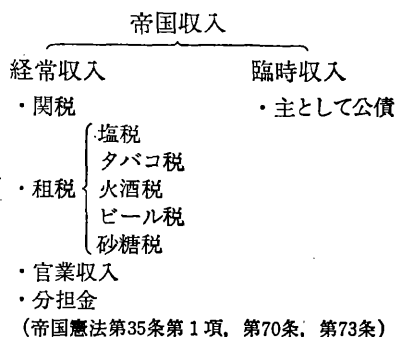 帝国収入
経常収入 臨時収入
・関税 ・主として公債
塩税
タバコ税
・租税 火酒税
ビール税
砂糖税
・官業収入
・分担金
(帝国憲法第35条第1項，第70条，第73条)